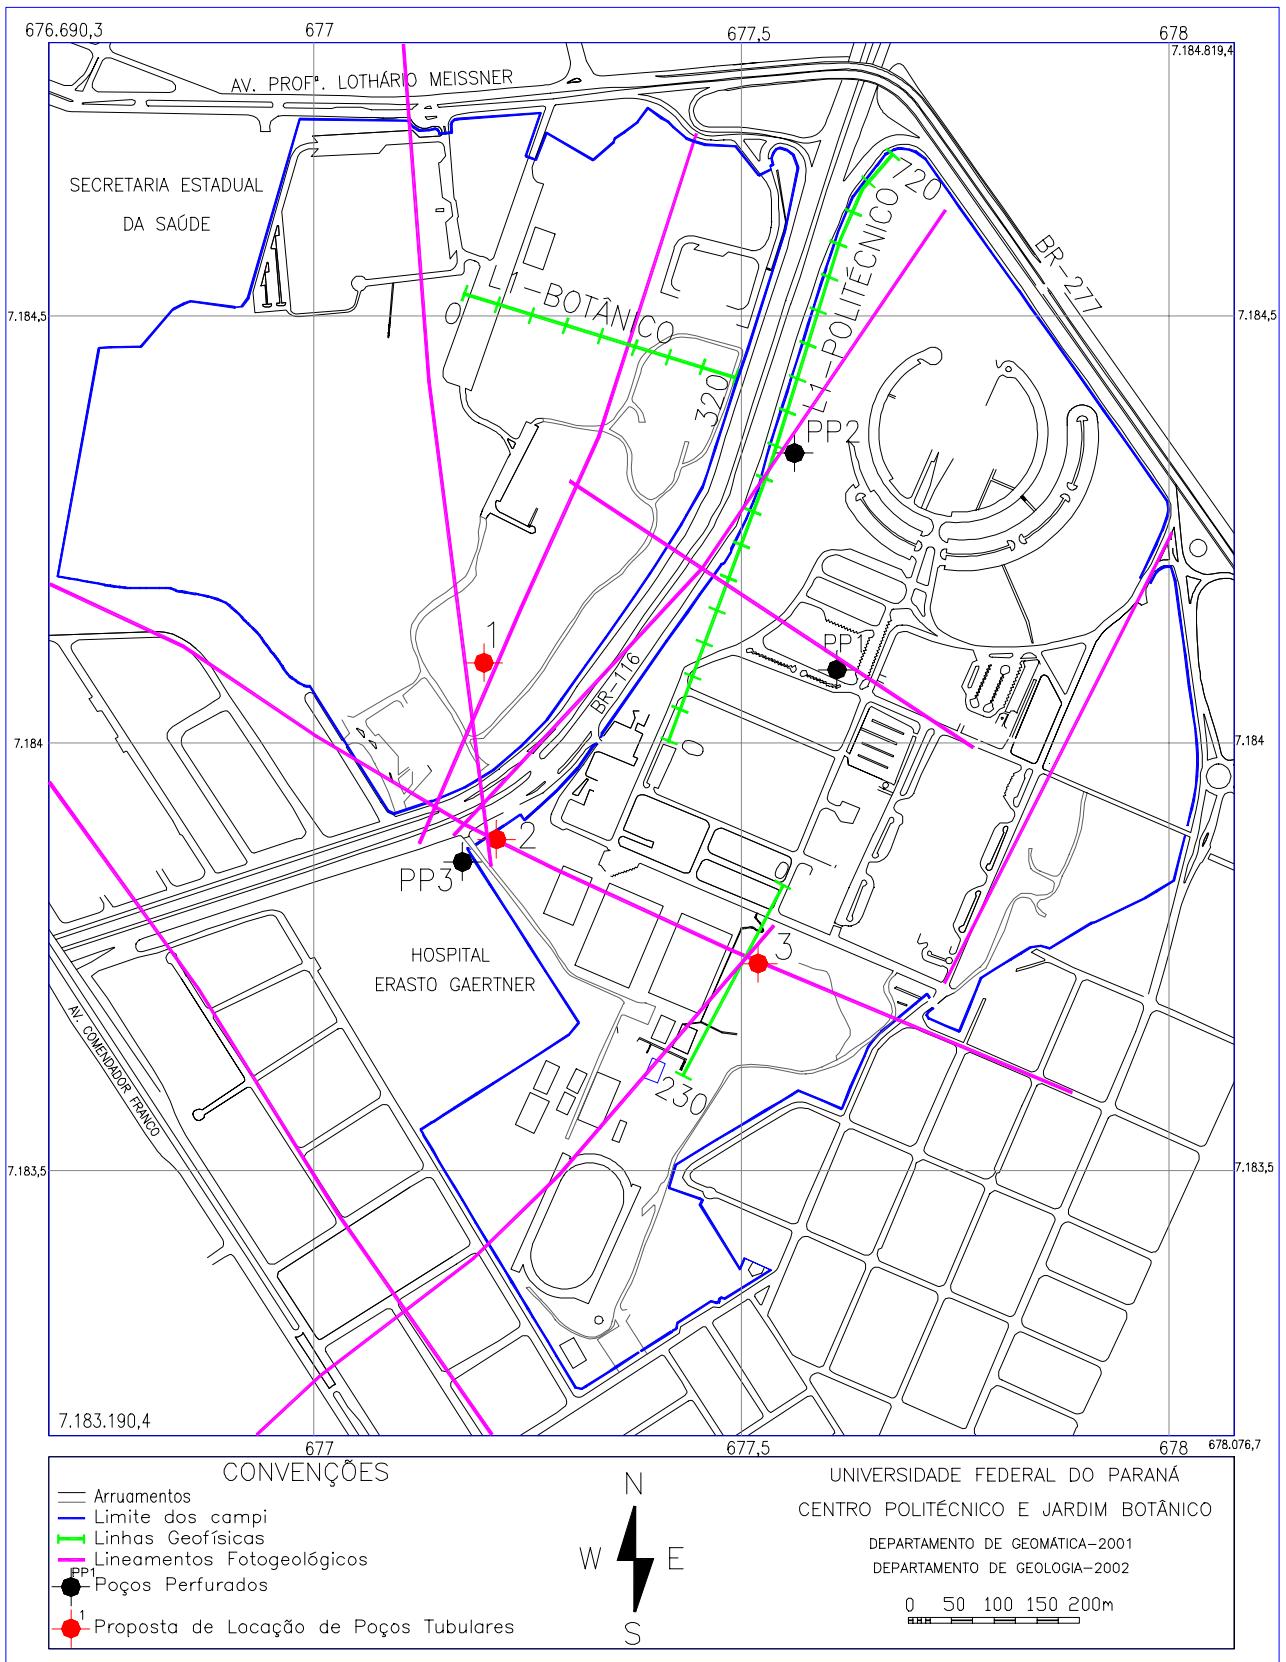 676.690,3
677
677,5
678
7.184.819,4
AV. PROFª. LOTHÁRIO MEISSNER
SECRETARIA ESTADUAL
DA SAÚDE
720
BR-277
L1-POLITÉCNICO
L1-BOTÂNICO
0
320
7.184,5
7.184,5
PP2
1
PP1
BR-116
7.184
7.184
0
2
PP3
0
3
HOSPITAL
ERASTO GAERTNER
AV. COMENDADOR FRANCO
230
7.183,5
7.183,5
7.183.190,4
677
677,5
678
678.076,7
CONVENÇÕES
Arruamentos
Limite dos campi
Linhas Geofísicas
Lineamentos Fotogeológicos
PP1
Poços Perfurados
1
Proposta de Locação de Poços Tubulares
N
W
E
S
UNIVERSIDADE FEDERAL DO PARANÁ
CENTRO POLITÉCNICO E JARDIM BOTÂNICO
DEPARTAMENTO DE GEOMÁTICA-2001
DEPARTAMENTO DE GEOLOGIA-2002
0 50 100 150 200m